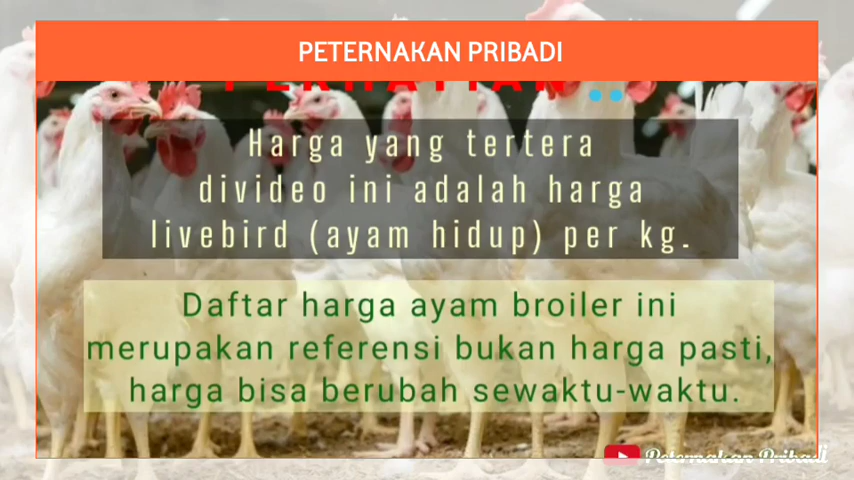 PETERNAKAN PRIBADI
PERHATIAN
Harga yang tertera
divideo ini adalah harga
livebird (ayam hidup) per kg.
Daftar harga ayam broiler ini
merupakan referensi bukan harga pasti,
harga bisa berubah sewaktu-waktu.
Peternakan Pribadi